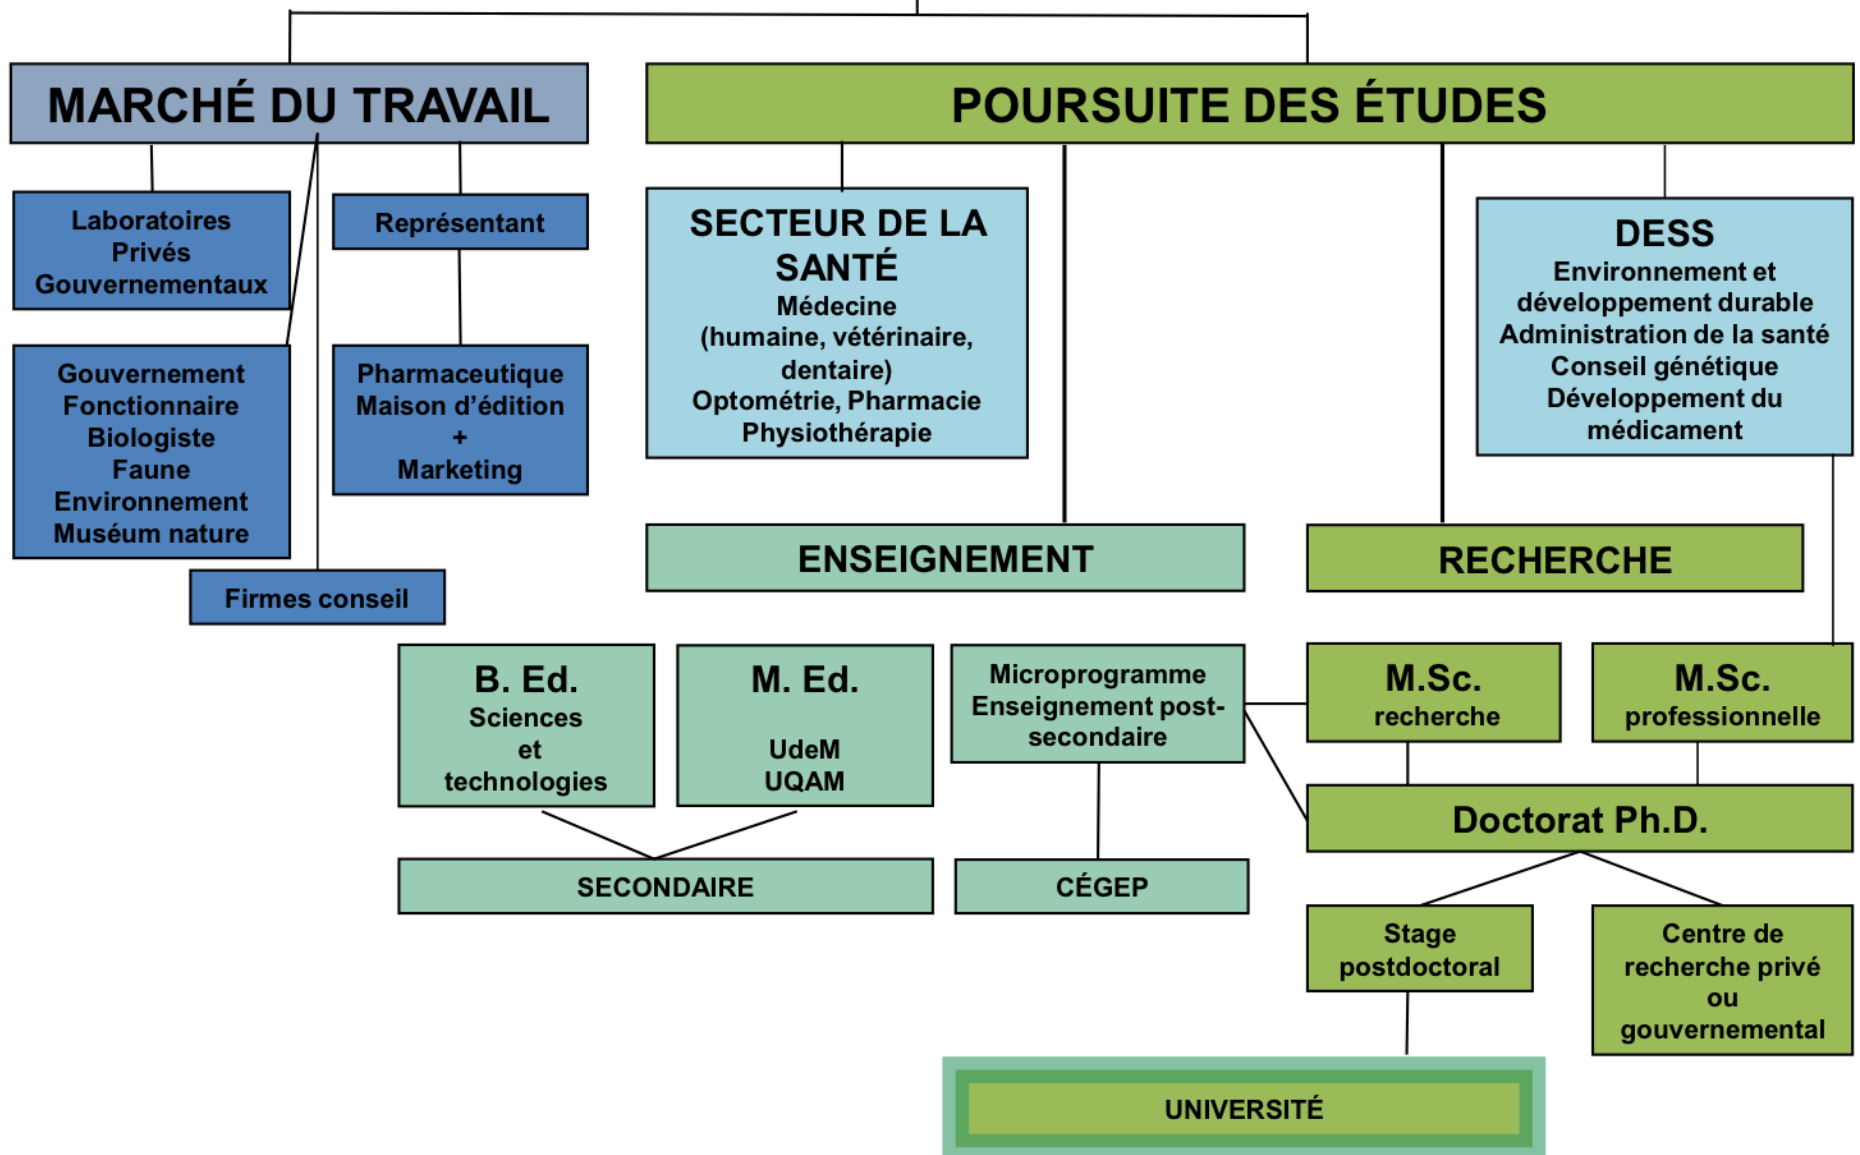 MARCHÉ DU TRAVAIL
POURSUITE DES ÉTUDES
Laboratoires
Privés
Gouvernementaux
Représentant
Gouvernement
Fonctionnaire
Biologiste
Faune
Environnement
Muséum nature
Pharmaceutique
Maison d'édition
+
Marketing
Firmes conseil
SECTEUR DE LA
SANTÉ
Médecine
(humaine, vétérinaire,
dentaire)
Optométrie, Pharmacie
Physiothérapie
DESS
Environnement et
développement durable
Administration de la santé
Conseil génétique
Développement du
médicament
ENSEIGNEMENT
RECHERCHE
B. Ed.
Sciences
et
technologies
M. Ed.
UdeM
UQAM
Microprogramme
Enseignement post-
secondaire
M.Sc.
recherche
M.Sc.
professionnelle
Doctorat Ph.D.
SECONDAIRE
CÉGEP
Stage
postdoctoral
Centre de
recherche privé
ou
gouvernemental
UNIVERSITÉ